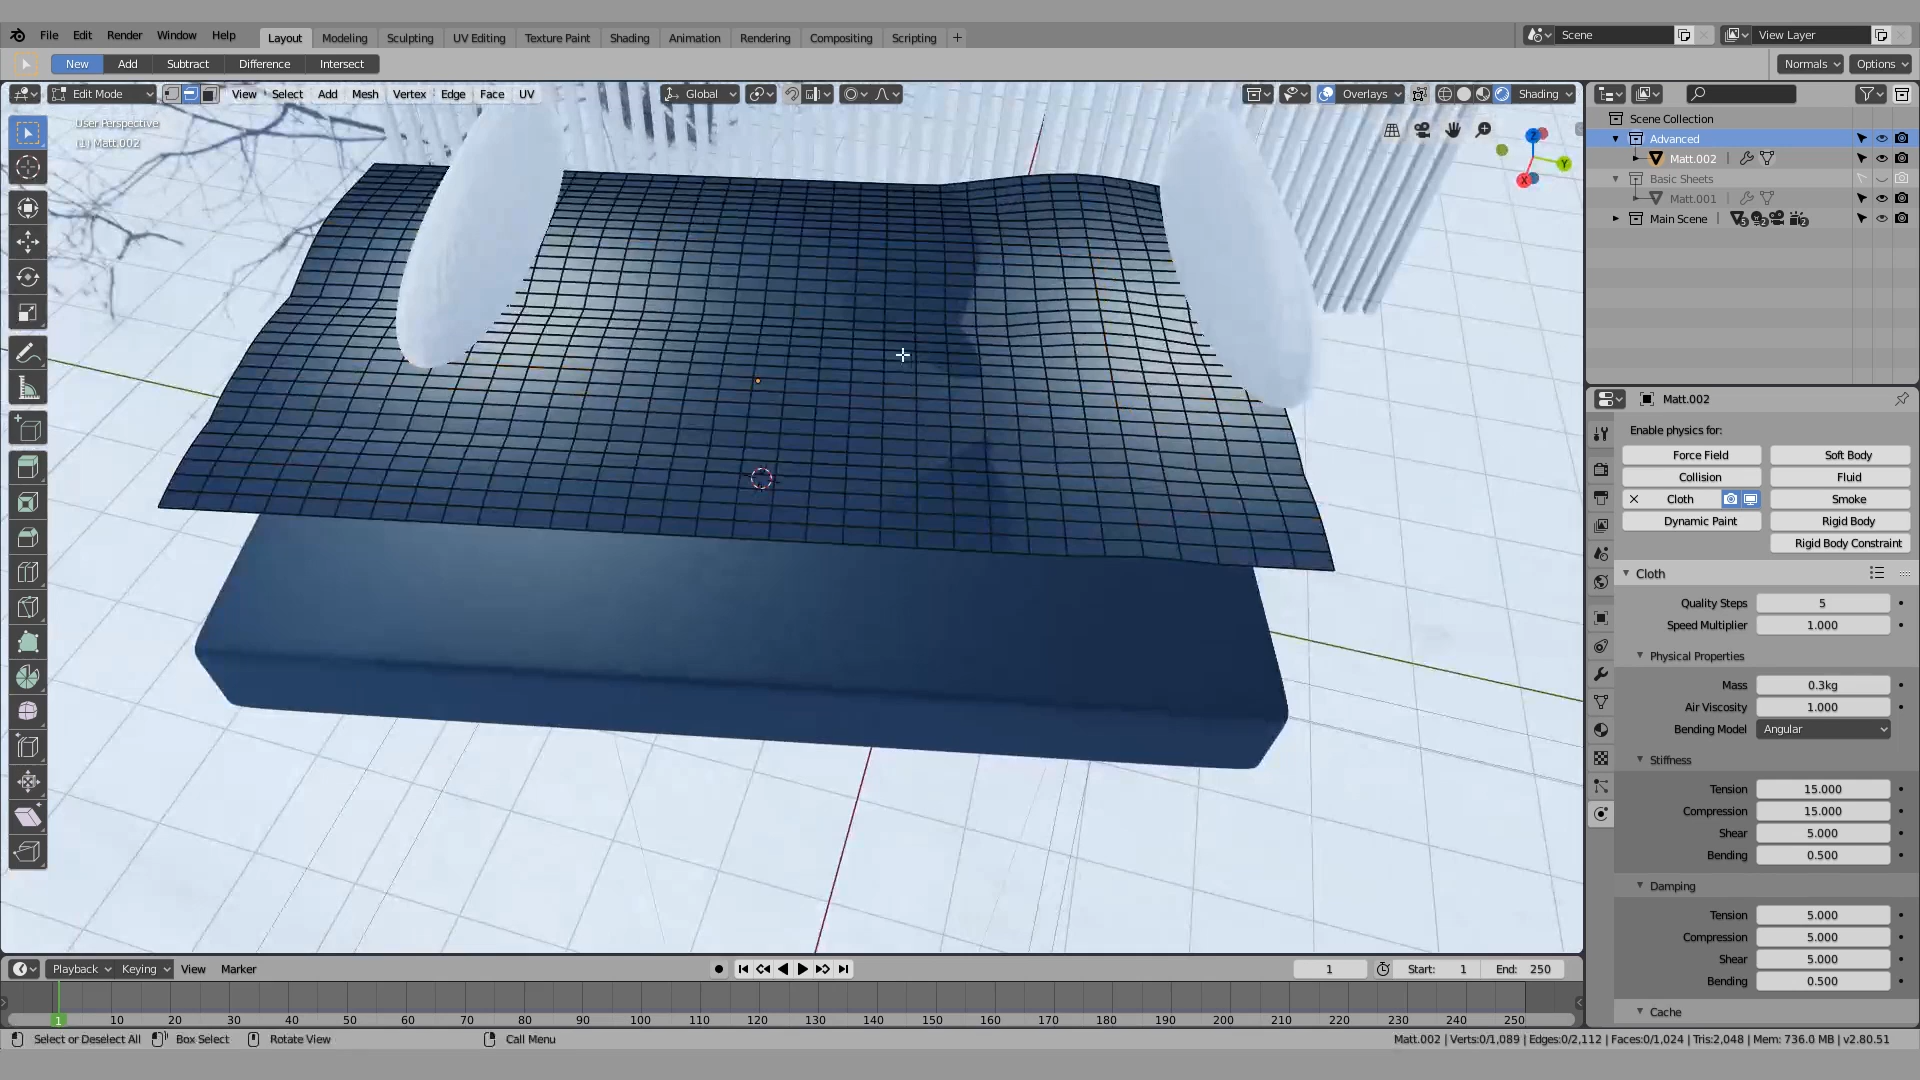 File Edit Render Window Help Layout Modeling Sculpting UV Editing Texture Paint Shading Animation Rendering Compositing Scripting + Scene View Layer
New Add Subtract Difference Intersect Normals Options
Edit Mode View Select Add Mesh Vertex Edge Face UV Global Overlays Shading
User Perspective
(1) Matt.002
Z
Y
X
Scene Collection
Advanced
Matt.002
Basic Sheets
Matt.001
Main Scene 5 2 2
Matt.002
Enable physics for:
Force Field Soft Body
Collision Fluid
Cloth Smoke
Dynamic Paint Rigid Body
Rigid Body Constraint
Cloth
Quality Steps 5
Speed Multiplier 1.000
Physical Properties
Mass 0.3kg
Air Viscosity 1.000
Bending Model Angular
Stiffness
Tension 15.000
Compression 15.000
Shear 5.000
Bending 0.500
Damping
Tension 5.000
Compression 5.000
Shear 5.000
Bending 0.500
Cache
Playback Keying View Marker 1 Start: 1 End: 250
1 10 20 30 40 50 60 70 80 90 100 110 120 130 140 150 160 170 180 190 200 210 220 230 240 250
Select or Deselect All Box Select Rotate View Call Menu Matt.002 | Verts:0/1,089 | Edges:0/2,112 | Faces:0/1,024 | Tris:2,048 | Mem: 736.0 MB | v2.80.51